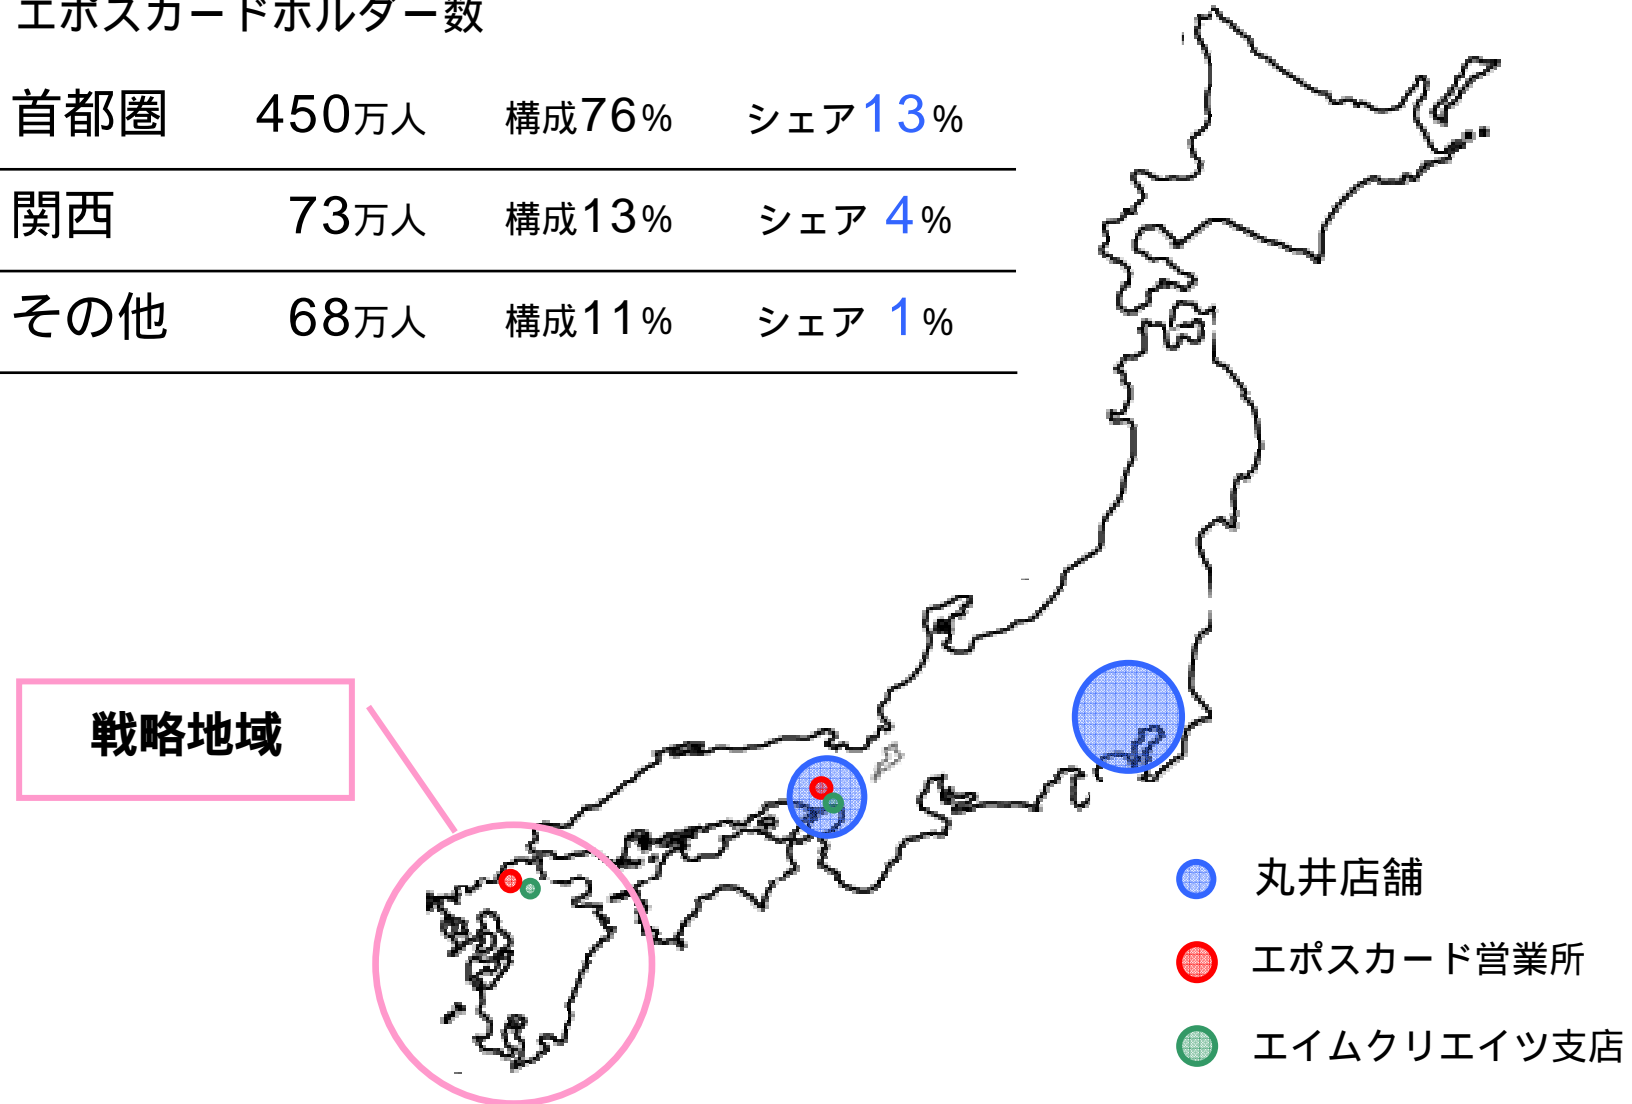 エポスカードホルダー数
首都圏 450万人 構成76% シェア13%
関西 73万人 構成13% シェア 4%
その他 68万人 構成11% シェア 1%
戦略地域
丸井店舗
エポスカード営業所
エイムクリエイツ支店